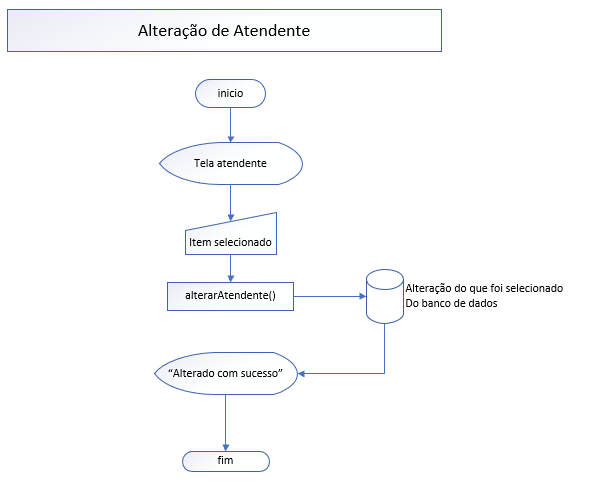 Alteração de Atendente
inicio
Tela atendente
Item selecionado
alterarAtendente()
Alteração do que foi selecionado
Do banco de dados
“Alterado com sucesso”
fim